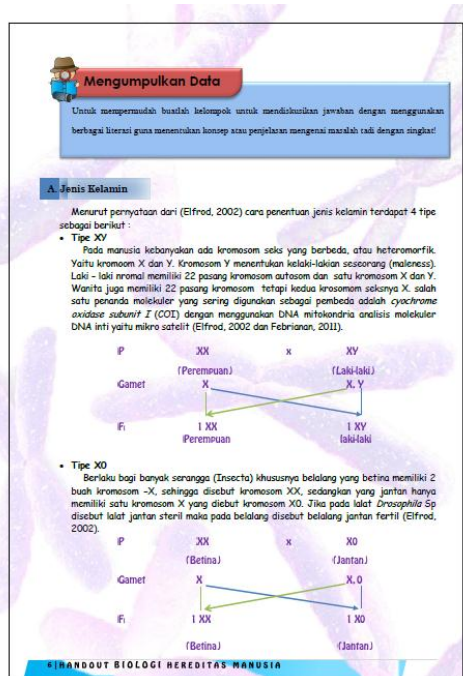 Mengumpulkan Data
Untuk mempermudah buatlah kelompok untuk mendiskusikan jawaban dengan menggunakan
berbagai literasi guna menentukan konsep atau penjelasan mengenai masalah tadi dengan singkat!
A. Jenis Kelamin
Menurut pernyataan dari (Elfrod, 2002) cara penentuan jenis kelamin terdapat 4 tipe
sebagai berikut :
• Tipe XY
Pada manusia kebanyakan ada kromosom seks yang berbeda, atau heteromorfik.
Yaitu kromoom X dan Y. Kromosom Y menentukan kelaki-lakian seseorang (maleness).
Laki - laki nromal memiliki 22 pasang kromosom autosom dan satu kromosom X dan Y.
Wanita juga memiliki 22 pasang kromosom tetapi kedua krosomom seksnya X. salah
satu penanda molekuler yang sering digunakan sebagai pembeda adalah cyochrome
oxidase subunit I (COI) dengan menggunakan DNA mitokondria analisis molekuler
DNA inti yaitu mikro satelit (Elfrod, 2002 dan Febrianan, 2011).
P XX x XY
(Perempuan) (Laki-laki)
Gamet X X, Y
F₁ 1 XX 1 XY
Perempuan laki-laki
• Tipe X0
Berlaku bagi banyak serangga (Insecta) khususnya belalang yang betina memiliki 2
buah kromosom -X, sehingga disebut kromosom XX, sedangkan yang jantan hanya
memiliki satu kromosom X yang diebut kromosom X0. Jika pada lalat Drosophila Sp
disebut lalat jantan steril maka pada belalang disebut belalang jantan fertil (Elfrod,
2002).
P XX x X0
(Betina) (Jantan)
Gamet X X, 0
F₁ 1 XX 1 X0
(Betina) (Jantan)
6|HANDOUT BIOLOGI HEREDITAS MANUSIA